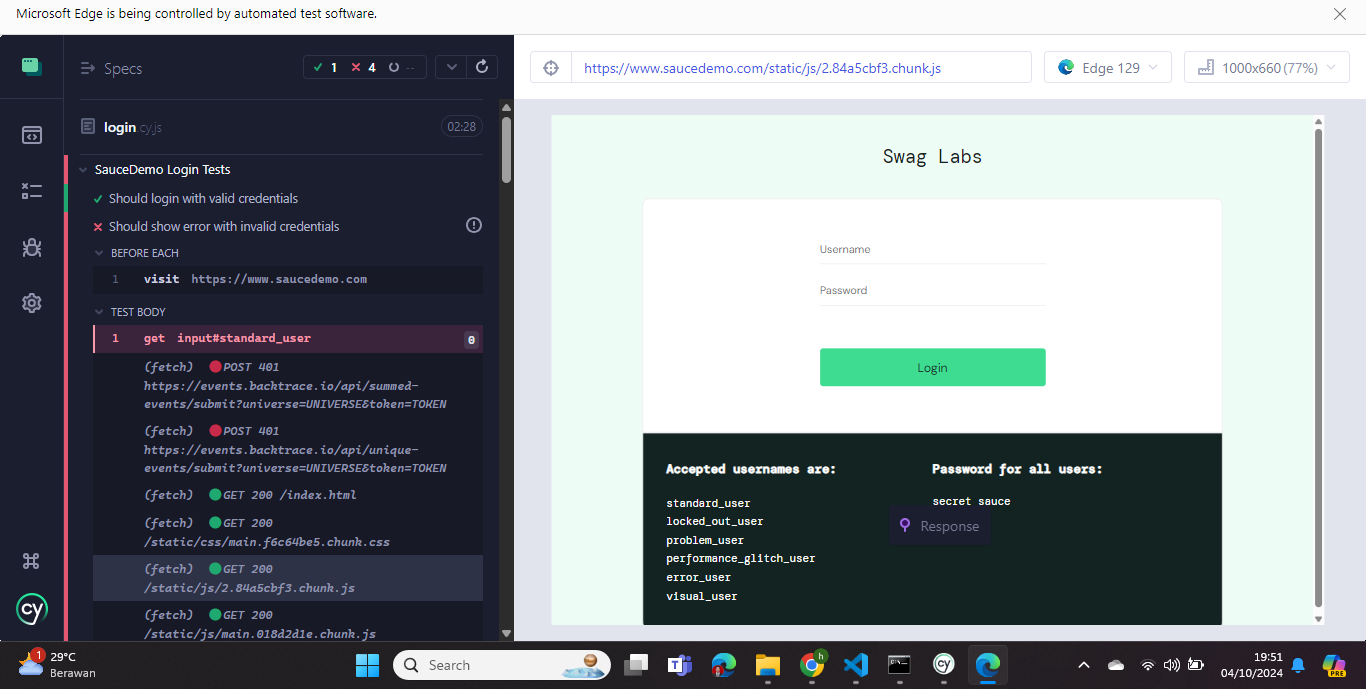 Microsoft Edge is being controlled by automated test software.
Specs
1 4 --
https://www.saucedemo.com/static/js/2.84a5cbf3.chunk.js
Edge 129
1000x660 (77%)
login cy.js
02:28
SauceDemo Login Tests
Should login with valid credentials
Should show error with invalid credentials
BEFORE EACH
1 visit https://www.saucedemo.com
TEST BODY
1 get input#standard_user 0
(fetch) POST 401
https://events.backtrace.io/api/summed-
events/submit?universe=UNIVERSE&token=TOKEN
(fetch) POST 401
https://events.backtrace.io/api/unique-
events/submit?universe=UNIVERSE&token=TOKEN
(fetch) GET 200 /index.html
(fetch) GET 200
/static/css/main.f6c64be5.chunk.css
(fetch) GET 200
/static/js/2.84a5cbf3.chunk.js
(fetch) GET 200
/static/js/main.018d2d1e.chunk.js
cy
Swag Labs
Username
Password
Login
Accepted usernames are:
standard_user
locked_out_user
problem_user
performance_glitch_user
error_user
visual_user
Password for all users:
secret sauce
Response
1
29°C
Berawan
Search
h
cy
19:51
04/10/2024
PRE